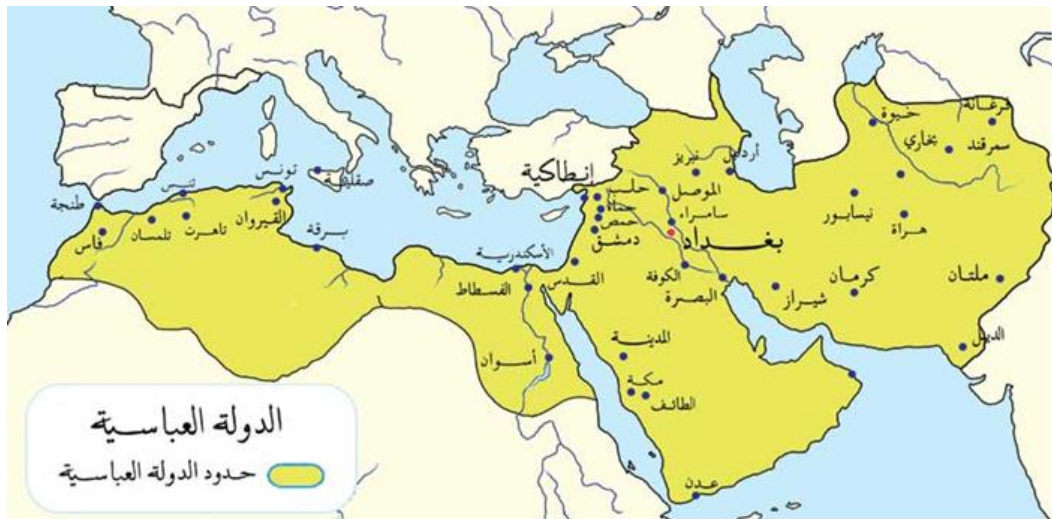 فرغانة
خيوة
بخاري
سمرقند
أردبيل
تبريز
إنطاكية
حلب
الموصل
صقلية
تونس
تنس
طنجة
حماة
سامراء
نيسابور
هراة
القيروان
تاهرت
تلمسان
فاس
برقة
حمص
دمشق
بغداد
الأسكندرية
القدس
الكوفة
كرمان
ملتان
الفسطاط
البصرة
شيراز
الديبل
المدينة
أسوان
مكة
الطائف
عدن
الدولة العباسية
حدود الدولة العباسية